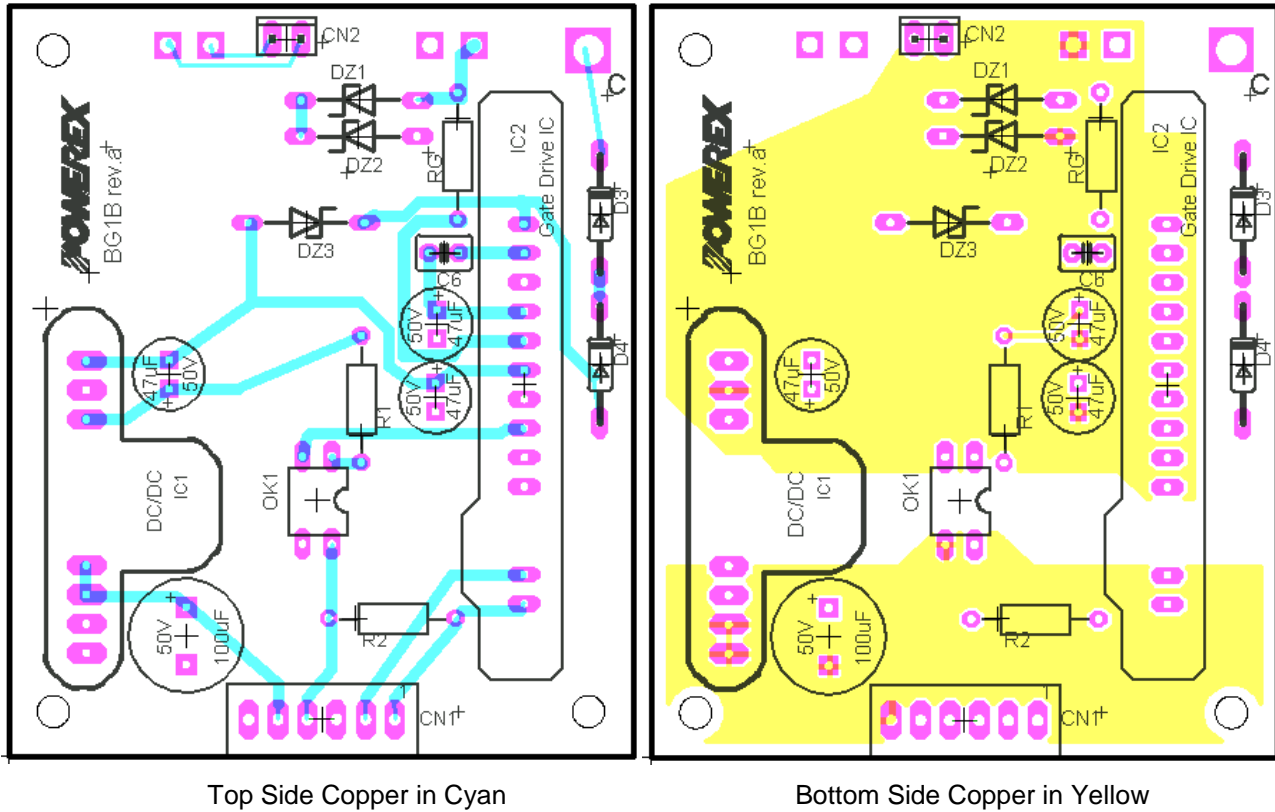 CN2
DZ1
DZ2
RG
IC2
Gate Drive IC
C
POWEREX
BG1B rev.a
D3
DZ3
C6
+
50V
47uF
D4
47uF
50V
+
+
50V
47uF
R1
DC/DC
IC1
OK1
+
50V
100uF
R2
CN1
CN2
DZ1
DZ2
RG
IC2
Gate Drive IC
C
POWEREX
BG1B rev.a
D3
DZ3
C6
+
50V
47uF
D4
47uF
50V
+
+
50V
47uF
R1
DC/DC
IC1
OK1
+
50V
100uF
R2
CN1
Top Side Copper in Cyan
Bottom Side Copper in Yellow